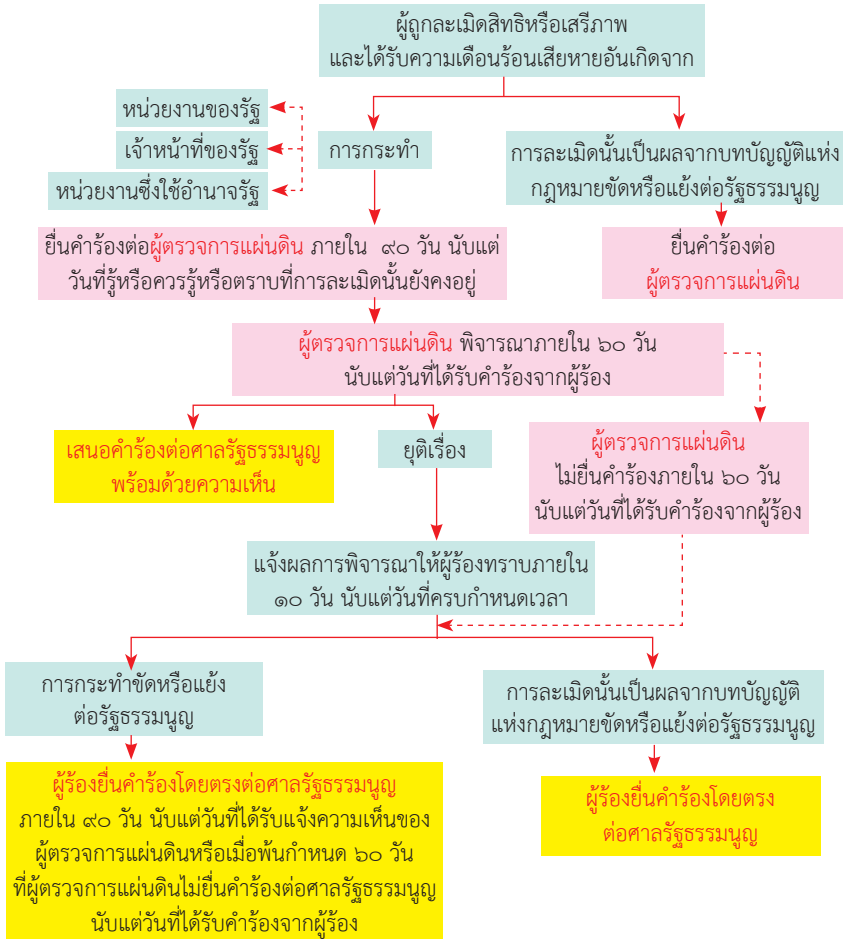 ผู้ถูกละเมิดสิทธิหรือเสรีภาพ
และได้รับความเดือนร้อนเสียหายอันเกิดจาก
หน่วยงานของรัฐ
เจ้าหน้าที่ของรัฐ
หน่วยงานซึ่งใช้อำนาจรัฐ
การกระทำ
การละเมิดนั้นเป็นผลจากบทบัญญัติแห่ง
กฎหมายขัดหรือแย้งต่อรัฐธรรมนูญ
ยื่นคำร้องต่อผู้ตรวจการแผ่นดิน ภายใน ๙๐ วัน นับแต่
วันที่รู้หรือควรรู้หรือตราบที่การละเมิดนั้นยังคงอยู่
ยื่นคำร้องต่อ
ผู้ตรวจการแผ่นดิน
ผู้ตรวจการแผ่นดิน พิจารณาภายใน ๖๐ วัน
นับแต่วันที่ได้รับคำร้องจากผู้ร้อง
เสนอคำร้องต่อศาลรัฐธรรมนูญ
พร้อมด้วยความเห็น
ยุติเรื่อง
ผู้ตรวจการแผ่นดิน
ไม่ยื่นคำร้องภายใน ๖๐ วัน
นับแต่วันที่ได้รับคำร้องจากผู้ร้อง
แจ้งผลการพิจารณาให้ผู้ร้องทราบภายใน
๑๐ วัน นับแต่วันที่ครบกำหนดเวลา
การกระทำขัดหรือแย้ง
ต่อรัฐธรรมนูญ
การละเมิดนั้นเป็นผลจากบทบัญญัติ
แห่งกฎหมายขัดหรือแย้งต่อรัฐธรรมนูญ
ผู้ร้องยื่นคำร้องโดยตรงต่อศาลรัฐธรรมนูญ
ภายใน ๙๐ วัน นับแต่วันที่ได้รับแจ้งความเห็นของ
ผู้ตรวจการแผ่นดินหรือเมื่อพ้นกำหนด ๖๐ วัน
ที่ผู้ตรวจการแผ่นดินไม่ยื่นคำร้องต่อศาลรัฐธรรมนูญ
นับแต่วันที่ได้รับคำร้องจากผู้ร้อง
ผู้ร้องยื่นคำร้องโดยตรง
ต่อศาลรัฐธรรมนูญ